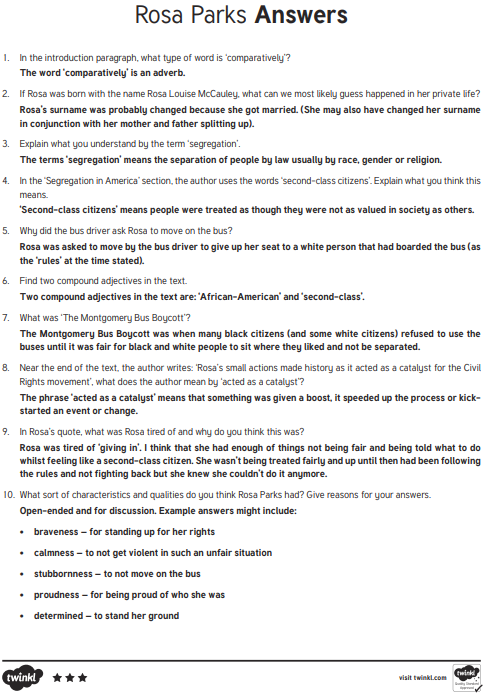 Rosa Parks Answers
1. In the introduction paragraph, what type of word is 'comparatively'?
The word 'comparatively' is an adverb.
2. If Rosa was born with the name Rosa Louise McCauley, what can we most likely guess happened in her private life?
Rosa's surname was probably changed because she got married. (She may also have changed her surname
in conjunction with her mother and father splitting up).
3. Explain what you understand by the term 'segregation'.
The terms 'segregation' means the separation of people by law usually by race, gender or religion.
4. In the 'Segregation in America' section, the author uses the words 'second-class citizens'. Explain what you think this
means.
'Second-class citizens' means people were treated as though they were not as valued in society as others.
5. Why did the bus driver ask Rosa to move on the bus?
Rosa was asked to move by the bus driver to give up her seat to a white person that had boarded the bus (as
the 'rules' at the time stated).
6. Find two compound adjectives in the text.
Two compound adjectives in the text are: 'African-American' and 'second-class'.
7. What was 'The Montgomery Bus Boycott'?
The Montgomery Bus Boycott was when many black citizens (and some white citizens) refused to use the
buses until it was fair for black and white people to sit where they liked and not be separated.
8. Near the end of the text, the author writes: 'Rosa's small actions made history as it acted as a catalyst for the Civil
Rights movement', what does the author mean by 'acted as a catalyst'?
The phrase 'acted as a catalyst' means that something was given a boost, it speeded up the process or kick-
started an event or change.
9. In Rosa's quote, what was Rosa tired of and why do you think this was?
Rosa was tired of 'giving in'. I think that she had enough of things not being fair and being told what to do
whilst feeling like a second-class citizen. She wasn't being treated fairly and up until then had been following
the rules and not fighting back but she knew she couldn't do it anymore.
10. What sort of characteristics and qualities do you think Rosa Parks had? Give reasons for your answers.
Open-ended and for discussion. Example answers might include:
• braveness – for standing up for her rights
• calmness – to not get violent in such an unfair situation
• stubbornness – to not move on the bus
• proudness – for being proud of who she was
• determined – to stand her ground
twinkl
visit twinkl.com
twinkl